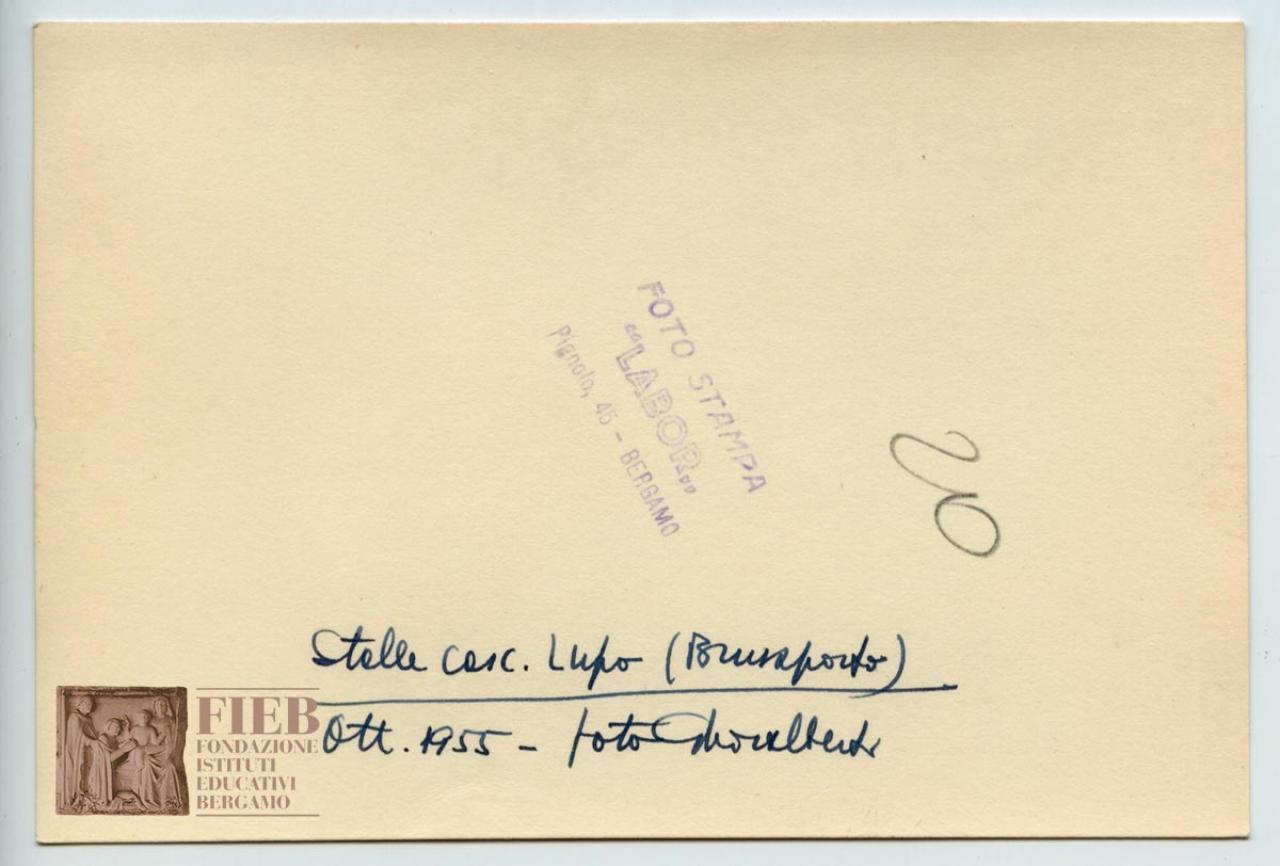 FOTO STAMPA
“LABOR„
Pignolo, 45 - BERGAMO
20
Stalle casc. Lupo (Brusaporto)
Ott. 1955 - foto
FIEB
FONDAZIONE
ISTITUTI
EDUCATIVI
BERGAMO